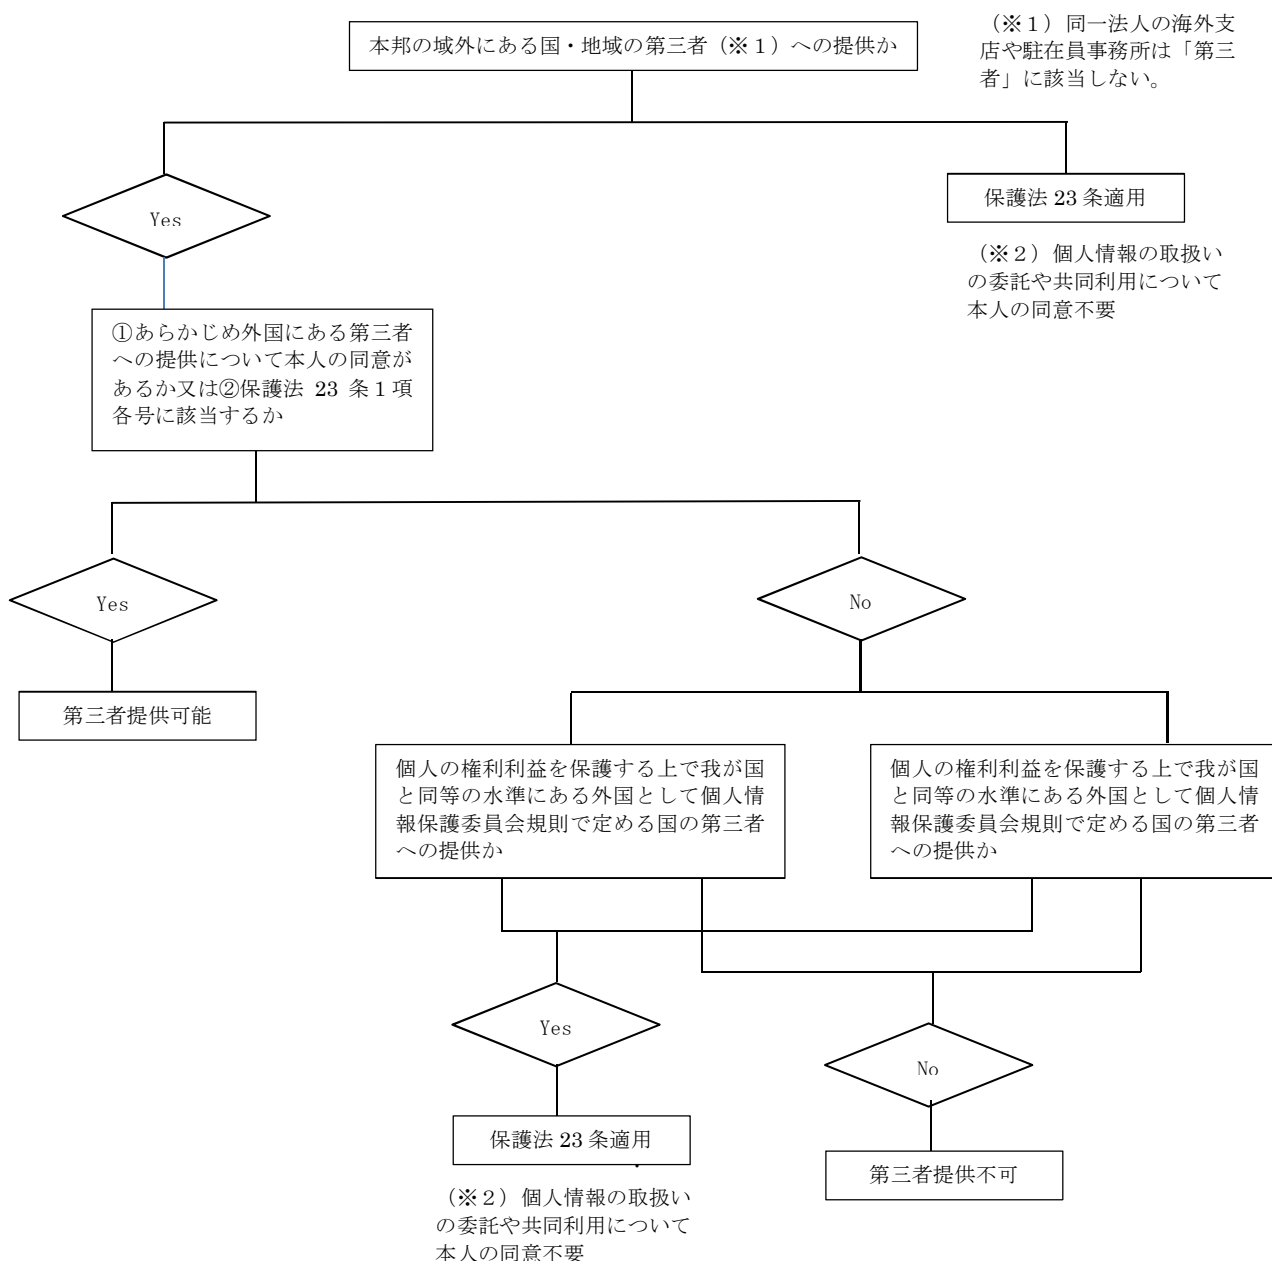 本邦の域外にある国・地域の第三者（※１）への提供か
（※１）同一法人の海外支
店や駐在員事務所は「第三
者」に該当しない。
Yes
保護法 23 条適用
（※２）個人情報の取扱い
の委託や共同利用について
本人の同意不要
①あらかじめ外国にある第三者
への提供について本人の同意が
あるか又は②保護法 23 条１項
各号に該当するか
Yes
No
第三者提供可能
個人の権利利益を保護する上で我が国
と同等の水準にある外国として個人情
報保護委員会規則で定める国の第三者
への提供か
個人の権利利益を保護する上で我が国
と同等の水準にある外国として個人情
報保護委員会規則で定める国の第三者
への提供か
Yes
No
保護法 23 条適用
第三者提供不可
（※２）個人情報の取扱い
の委託や共同利用について
本人の同意不要